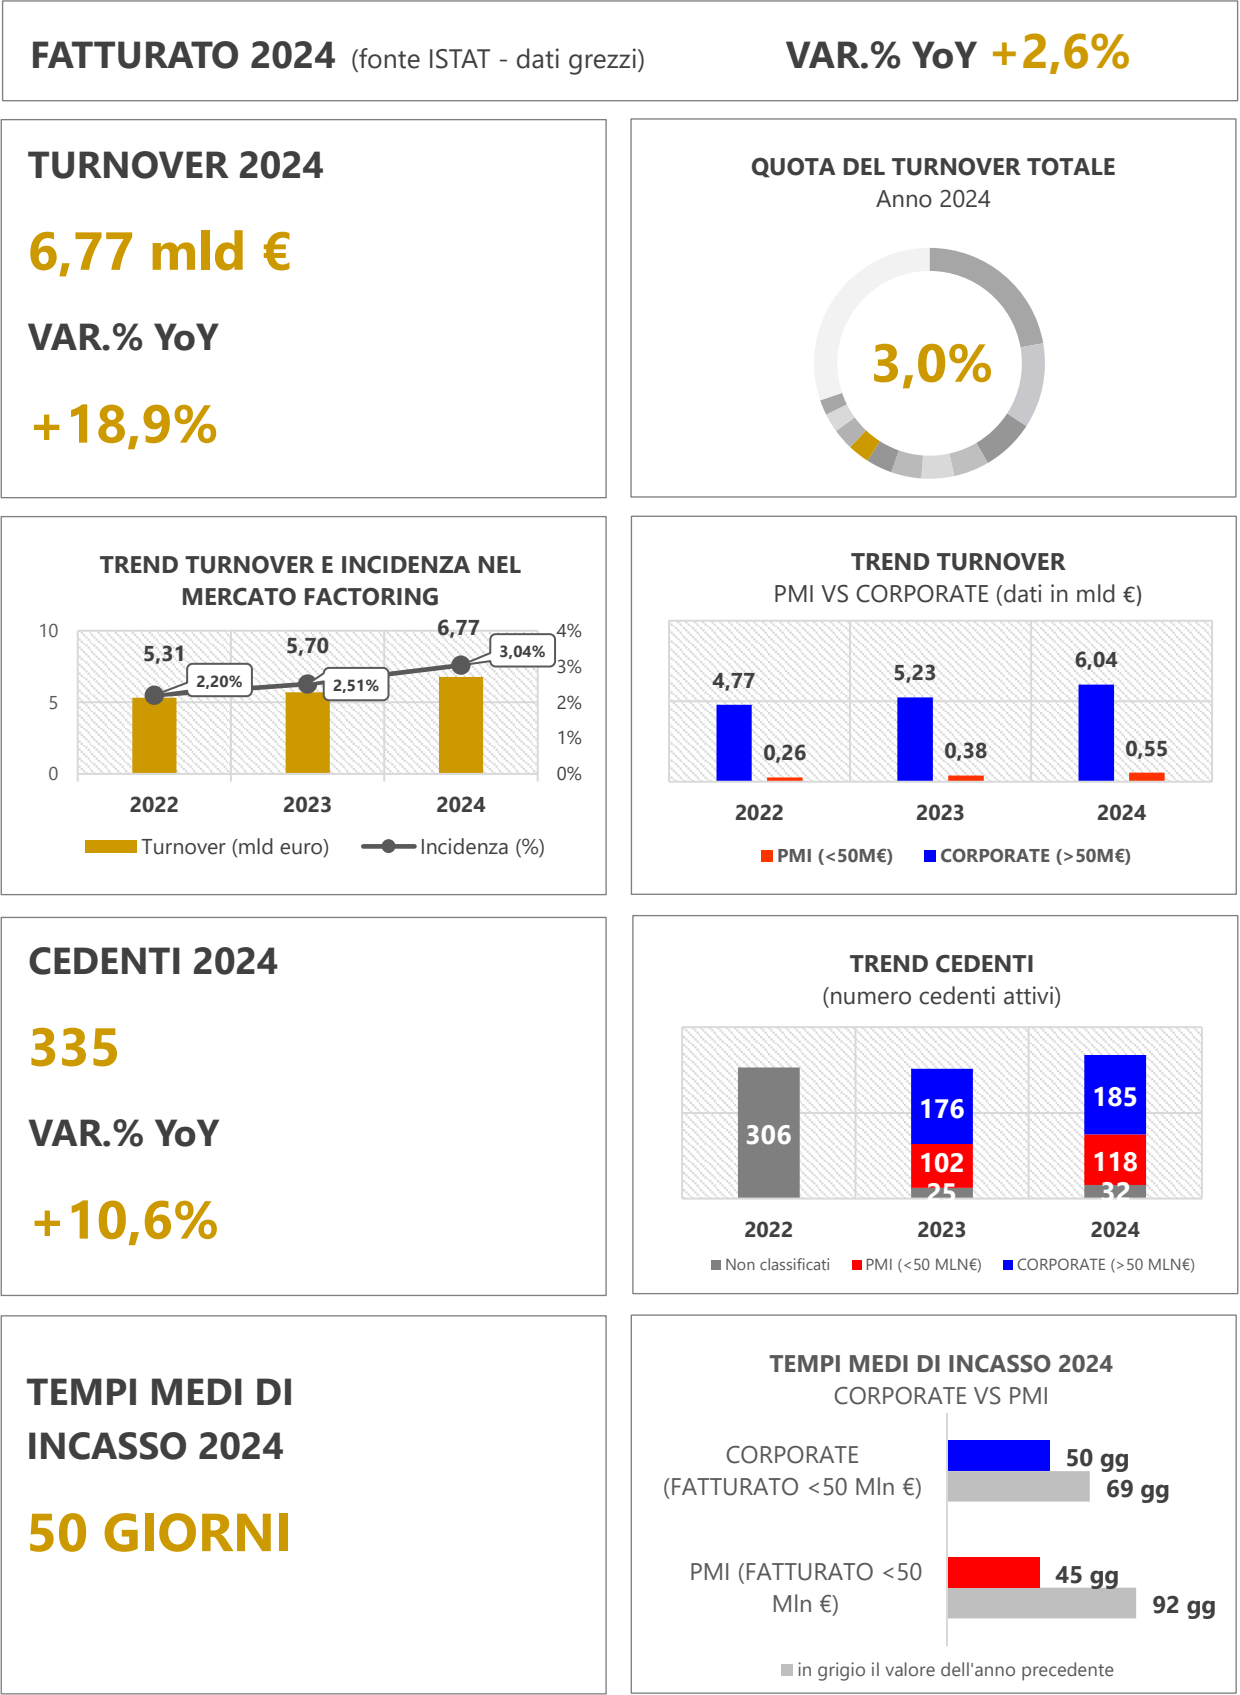 FATTURATO 2024 (fonte ISTAT - dati grezzi) VAR.% YoY +2,6%
TURNOVER 2024
6,77 mld €
VAR.% YoY
+18,9%
QUOTA DEL TURNOVER TOTALE
Anno 2024
3,0%
TREND TURNOVER E INCIDENZA NEL
MERCATO FACTORING
10
5
0
4%
3%
2%
1%
0%
5,31
5,70
6,77
2,20%
2,51%
3,04%
2022 2023 2024
Turnover (mld euro) Incidenza (%)
TREND TURNOVER
PMI VS CORPORATE (dati in mld €)
4,77
0,26
5,23
0,38
6,04
0,55
2022 2023 2024
PMI (<50M€) CORPORATE (>50M€)
CEDENTI 2024
335
VAR.% YoY
+10,6%
TREND CEDENTI
(numero cedenti attivi)
306
176
102
25
185
118
32
2022 2023 2024
Non classificati PMI (<50 MLN€) CORPORATE (>50 MLN€)
TEMPI MEDI DI
INCASSO 2024
50 GIORNI
TEMPI MEDI DI INCASSO 2024
CORPORATE VS PMI
CORPORATE
(FATTURATO <50 Mln €)
50 gg
69 gg
PMI (FATTURATO <50
Mln €)
45 gg
92 gg
in grigio il valore dell'anno precedente